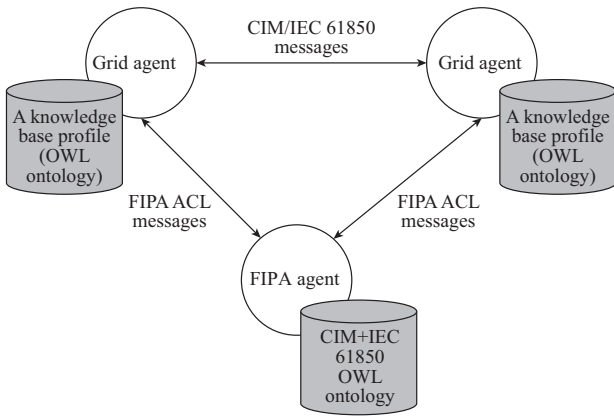 CIM/IEC 61850
messages
Grid agent
Grid agent
A knowledge
base profile
(OWL
ontology)
A knowledge
base profile
(OWL
ontology)
FIPA ACL
messages
FIPA ACL
messages
FIPA agent
CIM+IEC
61850
OWL
ontology